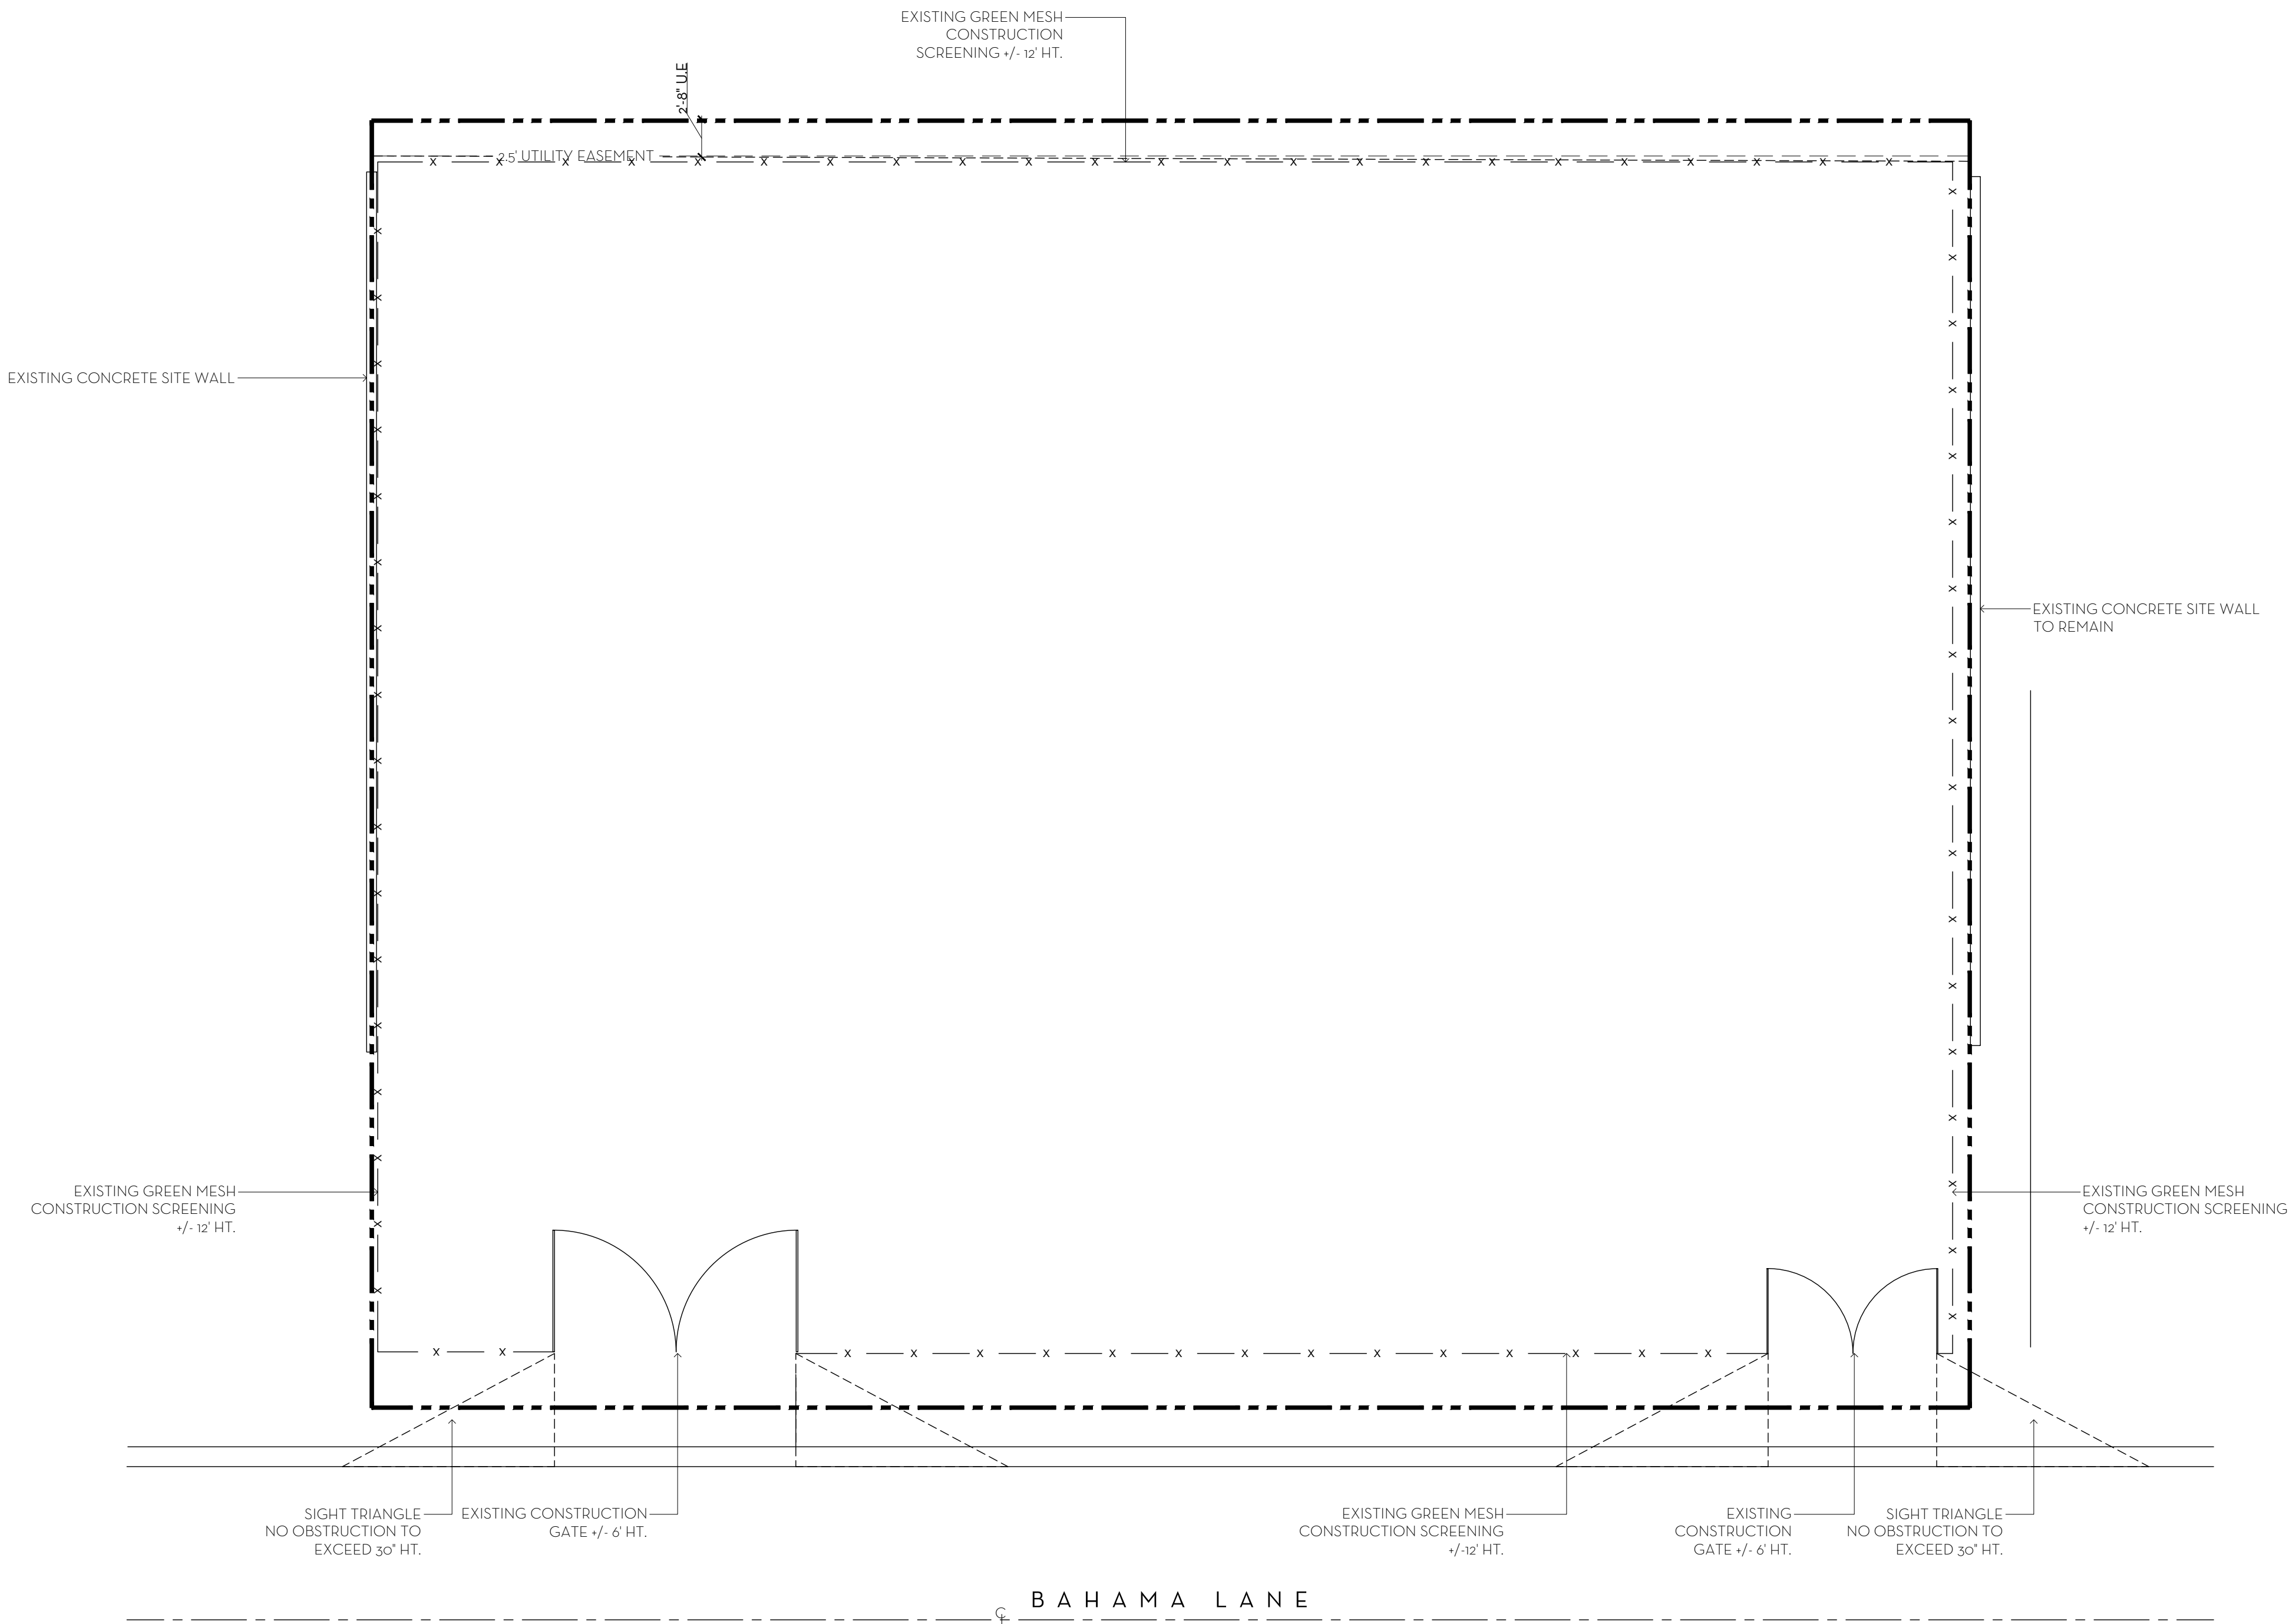 EXISTING GREEN MESH
CONSTRUCTION
SCREENING +/- 12' HT.
2'-8" U.E
2.5' UTILITY EASEMENT
EXISTING CONCRETE SITE WALL
EXISTING CONCRETE SITE WALL
TO REMAIN
EXISTING GREEN MESH
CONSTRUCTION SCREENING
+/- 12' HT.
EXISTING GREEN MESH
CONSTRUCTION SCREENING
+/- 12' HT.
SIGHT TRIANGLE
NO OBSTRUCTION TO
EXCEED 30" HT.
EXISTING CONSTRUCTION
GATE +/- 6' HT.
EXISTING GREEN MESH
CONSTRUCTION SCREENING
+/-12' HT.
EXISTING
CONSTRUCTION
GATE +/- 6' HT.
SIGHT TRIANGLE
NO OBSTRUCTION TO
EXCEED 30" HT.
BAHAMA LANE